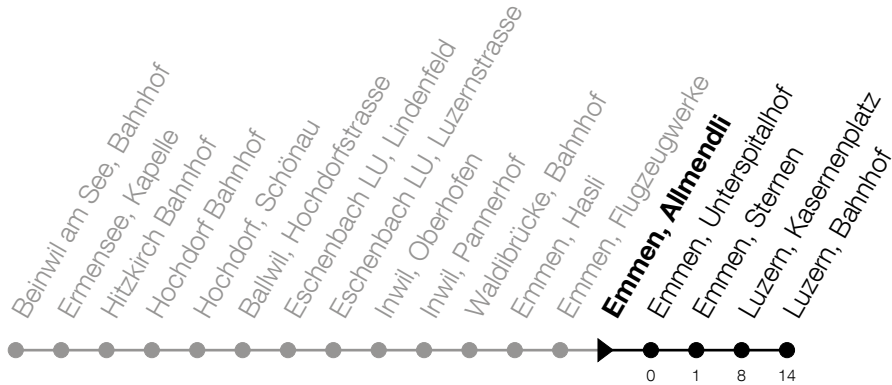 Beinwil am See, Bahnhof
Ermensee, Kapelle
Hitzkirch Bahnhof
Hochdorf Bahnhof
Hochdorf, Schönau
Ballwil, Hochdorfstrasse
Eschenbach LU, Lindenfeld
Eschenbach LU, Luzernstrasse
Inwil, Oberhofen
Inwil, Pannerhof
Waldibrücke, Bahnhof
Emmen, Hasli
Emmen, Flugzeugwerke
Emmen, Allmendli
Emmen, Unterspitalhof
Emmen, Sternen
Luzern, Kasernenplatz
Luzern, Bahnhof
0 1 8 14